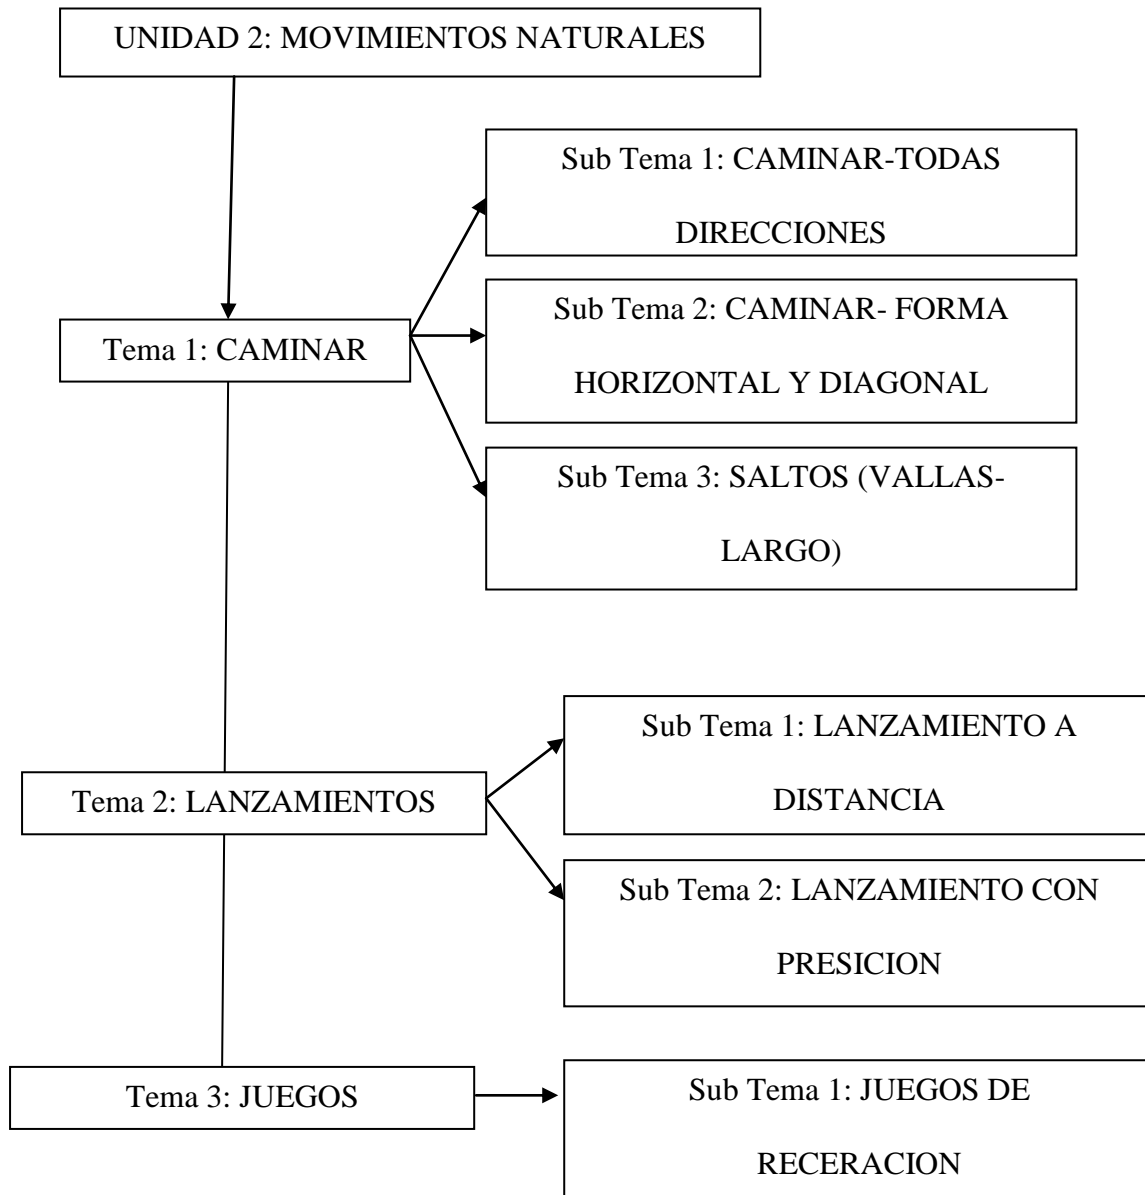 UNIDAD 2: MOVIMIENTOS NATURALES
Sub Tema 1: CAMINAR-TODAS
DIRECCIONES
Sub Tema 2: CAMINAR- FORMA
HORIZONTAL Y DIAGONAL
Tema 1: CAMINAR
Sub Tema 3: SALTOS (VALLAS-
LARGO)
Sub Tema 1: LANZAMIENTO A
DISTANCIA
Tema 2: LANZAMIENTOS
Sub Tema 2: LANZAMIENTO CON
PRESICION
Tema 3: JUEGOS
Sub Tema 1: JUEGOS DE
RECERACION